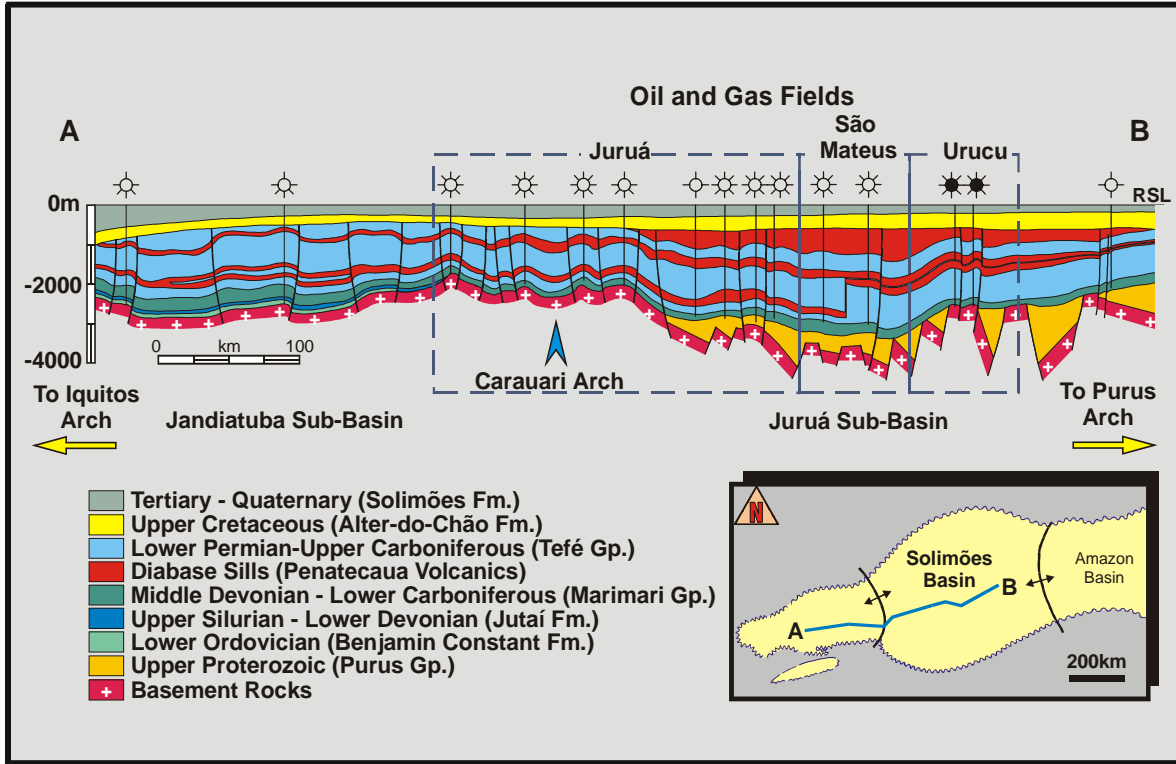 Oil and Gas Fields
A
São
Mateus
B
Juruá
Urucu
RSL
0m
-2000
-4000
0 km 100
Carauari Arch
To Iquitos
Arch
To Purus
Arch
Jandiatuba Sub-Basin
Juruá Sub-Basin
Tertiary - Quaternary (Solimões Fm.)
Upper Cretaceous (Alter-do-Chão Fm.)
Lower Permian-Upper Carboniferous (Tefé Gp.)
Diabase Sills (Penatecaua Volcanics)
Middle Devonian - Lower Carboniferous (Marimari Gp.)
Upper Silurian - Lower Devonian (Jutaí Fm.)
Lower Ordovician (Benjamin Constant Fm.)
Upper Proterozoic (Purus Gp.)
Basement Rocks
N
Solimões
Basin
Amazon
Basin
A
B
200km